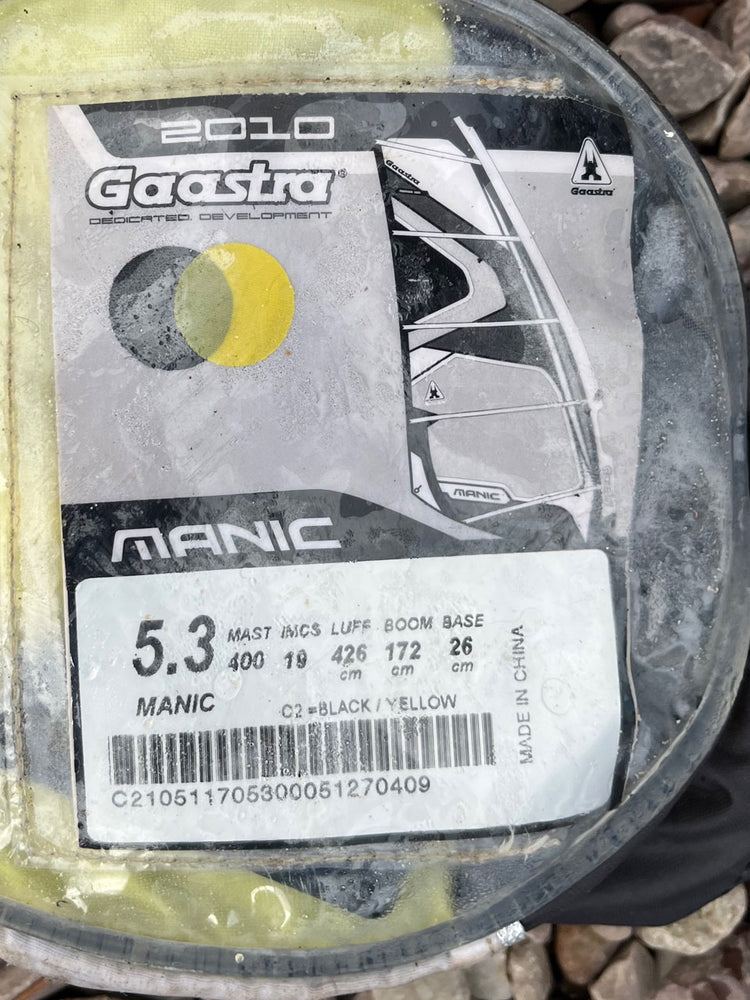 2010
Gaastra®
DEDICATED. DEVELOPMENT
Gaastra
Gaastra
MANIC
MANIC
5.3 MAST IMCS LUFF BOOM BASE
400 19 426 172 26
cm cm cm
MANIC C2 =BLACK / YELLOW
MADE IN CHINA
C210511705300051270409